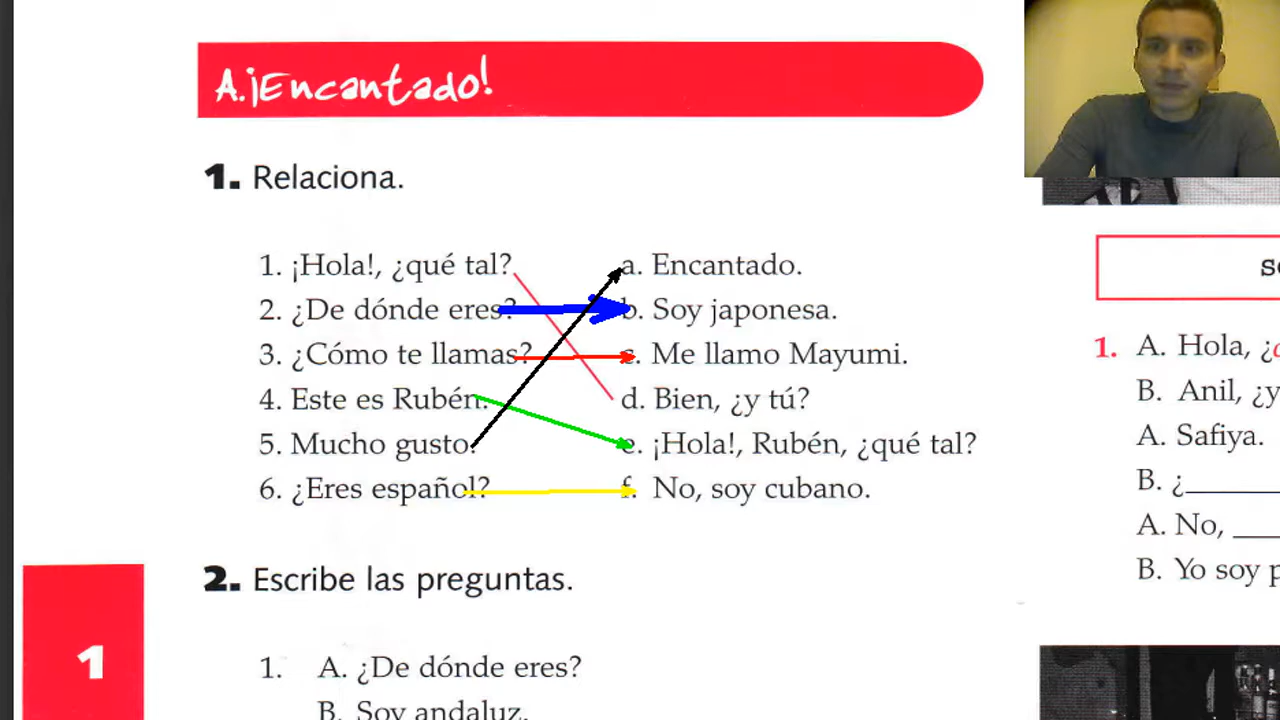 A. ¡Encantado!
1. Relaciona.
1. ¡Hola!, ¿qué tal?
2. ¿De dónde eres?
3. ¿Cómo te llamas?
4. Este es Rubén.
5. Mucho gusto.
6. ¿Eres español?
a. Encantado.
b. Soy japonesa.
c. Me llamo Mayumi.
d. Bien, ¿y tú?
e. ¡Hola!, Rubén, ¿qué tal?
f. No, soy cubano.
2. Escribe las preguntas.
1. A. ¿De dónde eres?
B. Soy andaluz.
1
1. A. Hola, ¿
B. Anil, ¿y
A. Safiya.
B. ¿
A. No,
B. Yo soy